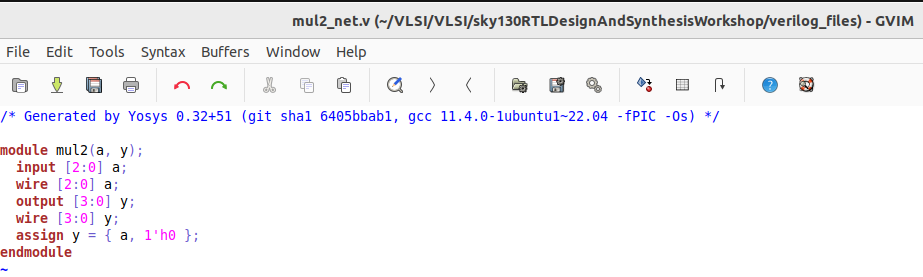 mul2_net.v (~/VLSI/VLSI/sky130RTLDesignAndSynthesisWorkshop/verilog_files) - GVIM
File Edit Tools Syntax Buffers Window Help
/* Generated by Yosys 0.32+51 (git sha1 6405bbab1, gcc 11.4.0-1ubuntu1~22.04 -fPIC -Os) */

module mul2(a, y);
  input [2:0] a;
  wire [2:0] a;
  output [3:0] y;
  wire [3:0] y;
  assign y = { a, 1'h0 };
endmodule
~